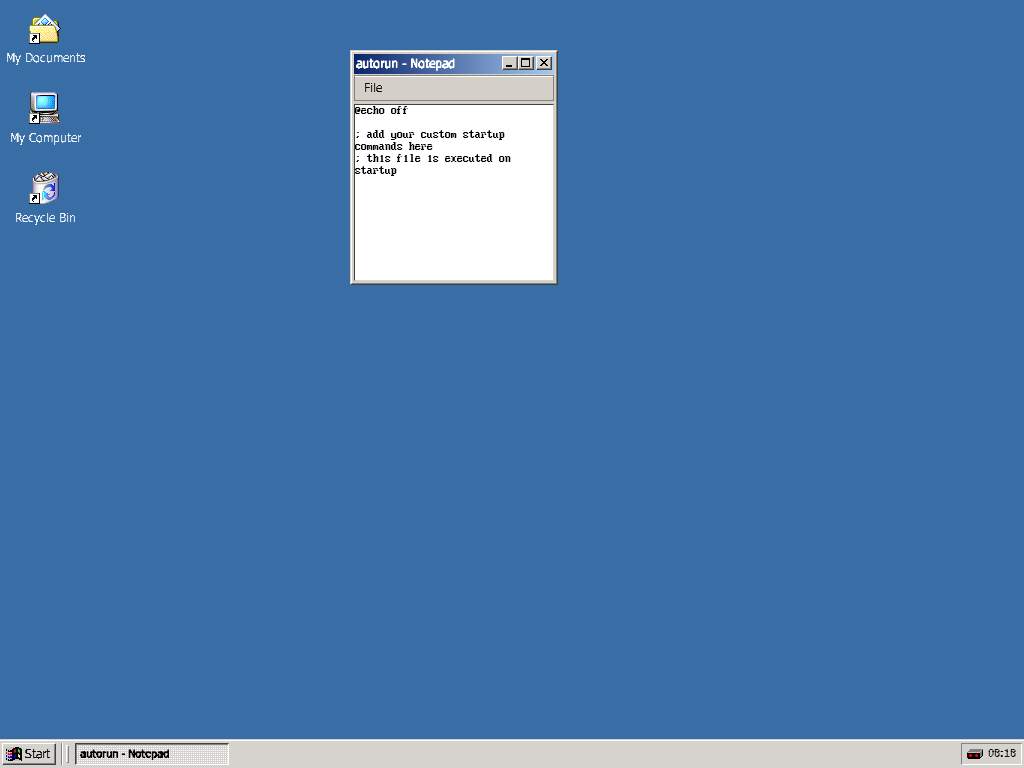 My Documents
My Computer
Recycle Bin
autorun - Notepad
File
@echo off
; add your custom startup
commands here
; this file is executed on
startup
Start
autorun - Notepad
08:18